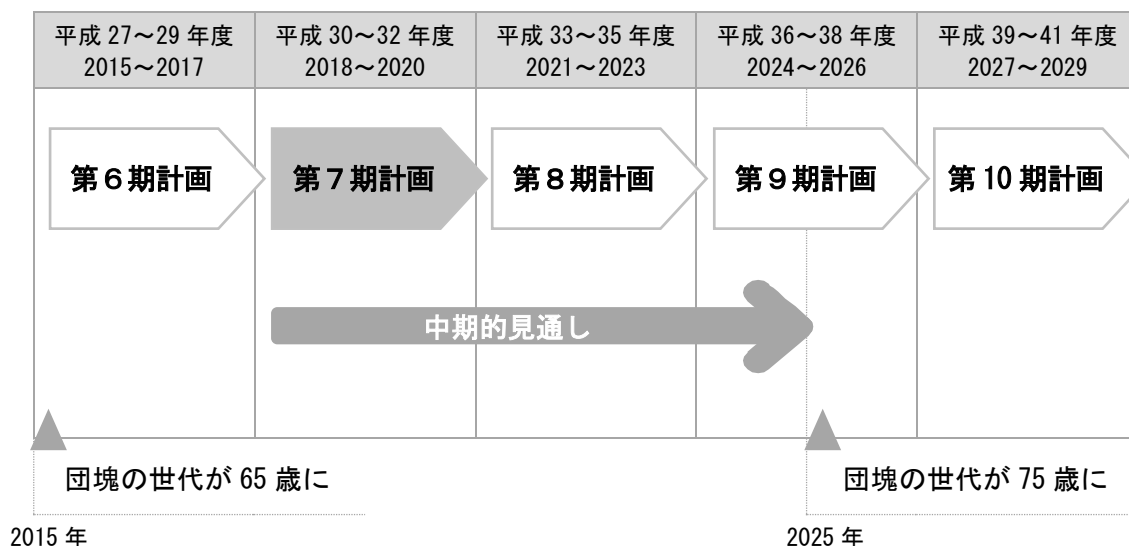 平成 27～29 年度
2015～2017
平成 30～32 年度
2018～2020
平成 33～35 年度
2021～2023
平成 36～38 年度
2024～2026
平成 39～41 年度
2027～2029
第６期計画
第７期計画
第８期計画
第９期計画
第 10 期計画
中期的見通し
団塊の世代が 65 歳に
団塊の世代が 75 歳に
2015 年
2025 年